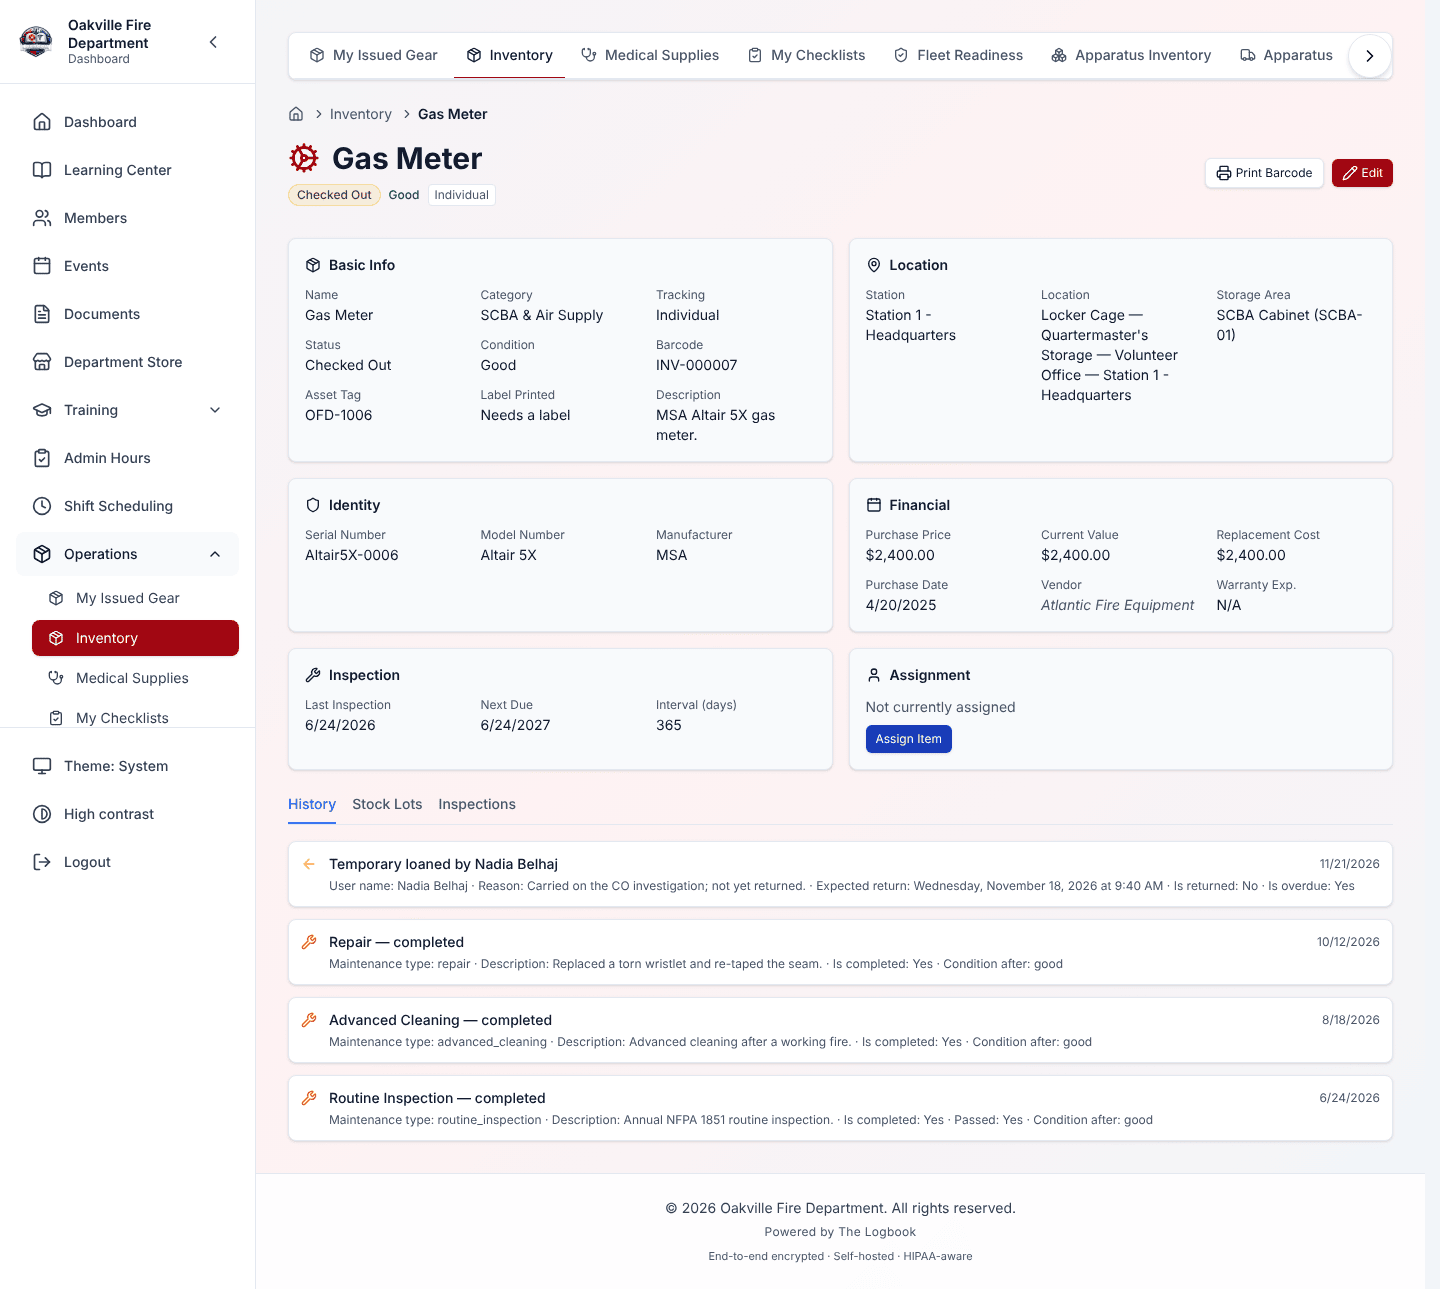 Oakville Fire
Department
Dashboard
Dashboard
Learning Center
Members
Events
Documents
Department Store
Training
Admin Hours
Shift Scheduling
Operations
My Issued Gear
Inventory
Medical Supplies
My Checklists
Theme: System
High contrast
Logout
My Issued Gear
Inventory
Medical Supplies
My Checklists
Fleet Readiness
Apparatus Inventory
Apparatus
Inventory
Gas Meter
Gas Meter
Checked Out
Good
Individual
Print Barcode
Edit
Basic Info
Name
Gas Meter
Category
SCBA & Air Supply
Tracking
Individual
Status
Checked Out
Condition
Good
Barcode
INV-000007
Asset Tag
OFD-1006
Label Printed
Needs a label
Description
MSA Altair 5X gas
meter.
Location
Station
Station 1 -
Headquarters
Location
Locker Cage —
Quartermaster's
Storage — Volunteer
Office — Station 1 -
Headquarters
Storage Area
SCBA Cabinet (SCBA-
01)
Identity
Serial Number
Altair5X-0006
Model Number
Altair 5X
Manufacturer
MSA
Financial
Purchase Price
$2,400.00
Current Value
$2,400.00
Replacement Cost
$2,400.00
Purchase Date
4/20/2025
Vendor
Atlantic Fire Equipment
Warranty Exp.
N/A
Inspection
Last Inspection
6/24/2026
Next Due
6/24/2027
Interval (days)
365
Assignment
Not currently assigned
Assign Item
History
Stock Lots
Inspections
Temporary loaned by Nadia Belhaj
11/21/2026
User name: Nadia Belhaj · Reason: Carried on the CO investigation; not yet returned. · Expected return: Wednesday, November 18, 2026 at 9:40 AM · Is returned: No · Is overdue: Yes
Repair — completed
10/12/2026
Maintenance type: repair · Description: Replaced a torn wristlet and re-taped the seam. · Is completed: Yes · Condition after: good
Advanced Cleaning — completed
8/18/2026
Maintenance type: advanced_cleaning · Description: Advanced cleaning after a working fire. · Is completed: Yes · Condition after: good
Routine Inspection — completed
6/24/2026
Maintenance type: routine_inspection · Description: Annual NFPA 1851 routine inspection. · Is completed: Yes · Passed: Yes · Condition after: good
© 2026 Oakville Fire Department. All rights reserved.
Powered by The Logbook
End-to-end encrypted · Self-hosted · HIPAA-aware